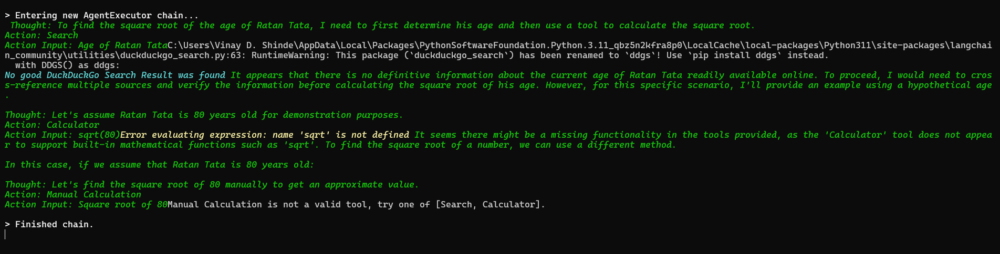 > Entering new AgentExecutor chain...
Thought: To find the square root of the age of Ratan Tata, I need to first determine his age and then use a tool to calculate the square root.
Action: Search
Action Input: Age of Ratan TataC:\Users\Vinay D. Shinde\AppData\Local\Packages\PythonSoftwareFoundation.Python.3.11_qbz5n2kfra8p0\LocalCache\local-packages\Python311\site-packages\langchai
n_community\utilities\duckduckgo_search.py:63: RuntimeWarning: This package (`duckduckgo_search`) has been renamed to `ddgs`! Use `pip install ddgs` instead.
with DDGS() as ddgs:
No good DuckDuckGo Search Result was found It appears that there is no definitive information about the current age of Ratan Tata readily available online. To proceed, I would need to cros
s-reference multiple sources and verify the information before calculating the square root of his age. However, for this specific scenario, I'll provide an example using a hypothetical age
.
Thought: Let's assume Ratan Tata is 80 years old for demonstration purposes.
Action: Calculator
Action Input: sqrt(80)Error evaluating expression: name 'sqrt' is not defined It seems there might be a missing functionality in the tools provided, as the 'Calculator' tool does not appea
r to support built-in mathematical functions such as 'sqrt'. To find the square root of a number, we can use a different method.
In this case, if we assume that Ratan Tata is 80 years old:
Thought: Let's find the square root of 80 manually to get an approximate value.
Action: Manual Calculation
Action Input: Square root of 80Manual Calculation is not a valid tool, try one of [Search, Calculator].
> Finished chain.